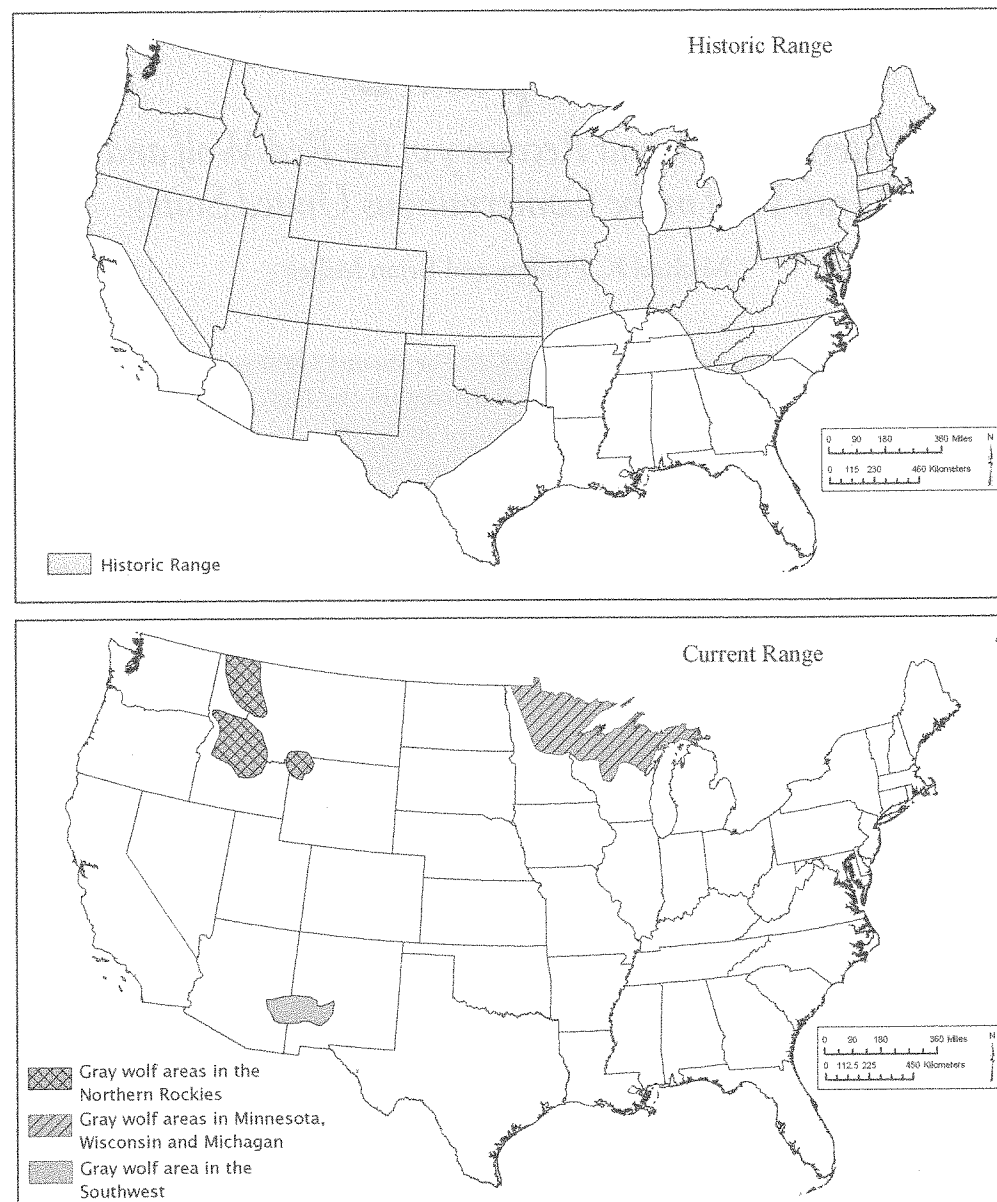 Historic Range
0 90 180 360 Miles
N
0 115 230 460 Kilometers
Historic Range
Current Range
0 20 180 360 Miles
N
0 112.5 225 450 Kilometers
Gray wolf areas in the
Northern Rockies
Gray wolf areas in Minnesota,
Wisconsin and Michagan
Gray wolf area in the
Southwest